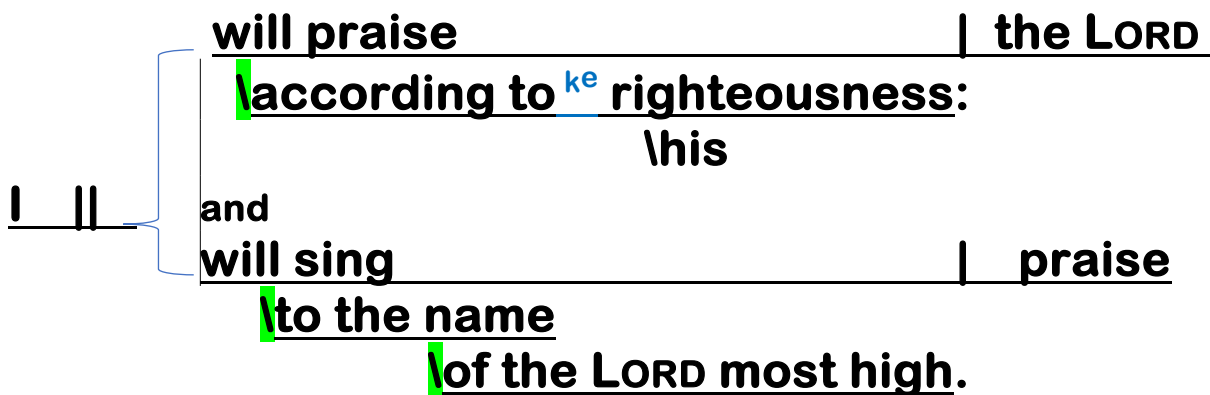 will praise | the LORD
\according to ke righteousness:
\his
I || and
will sing | praise
\to the name
\of the LORD most high.